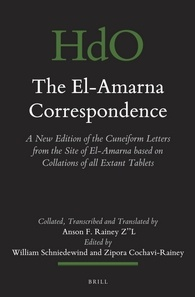 HdO
The El-Amarna
Correspondence
A New Edition of the Cuneiform Letters
from the Site of El-Amarna based on
Collations of all Extant Tablets
Collated, Transcribed and Translated by
Anson F. Rainey Z"L
Edited by
William Schniedewind and Zipora Cochavi-Rainey
BRILL